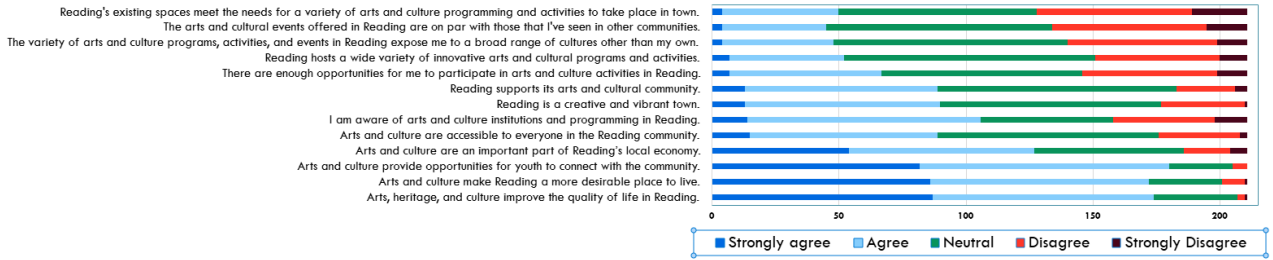 Reading's existing spaces meet the needs for a variety of arts and culture programming and activities to take place in town.
The arts and cultural events offered in Reading are on par with those that I've seen in other communities.
The variety of arts and culture programs, activities, and events in Reading expose me to a broad range of cultures other than my own.
Reading hosts a wide variety of innovative arts and cultural programs and activities.
There are enough opportunities for me to participate in arts and culture activities in Reading.
Reading supports its arts and cultural community.
Reading is a creative and vibrant town.
I am aware of arts and culture institutions and programming in Reading.
Arts and culture are accessible to everyone in the Reading community.
Arts and culture are an important part of Reading's local economy.
Arts and culture provide opportunities for youth to connect with the community.
Arts and culture make Reading a more desirable place to live.
Arts, heritage, and culture improve the quality of life in Reading.
0 50 100 150 200
Strongly agree Agree Neutral Disagree Strongly Disagree